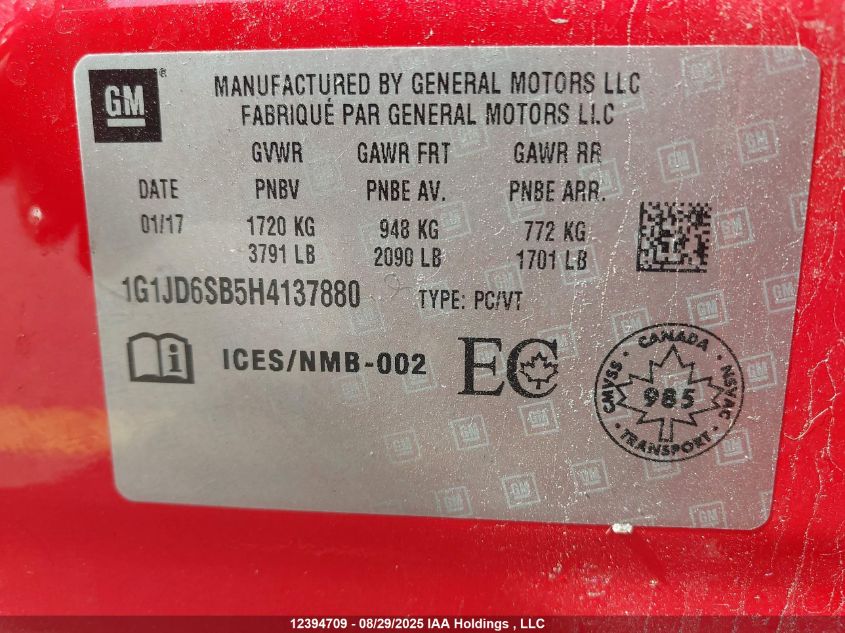 GM
MANUFACTURED BY GENERAL MOTORS LLC
FABRIQUÉ PAR GENERAL MOTORS LLC
GVWR GAWR FRT GAWR RR
DATE PNBV PNBE AV. PNBE ARR.
01/17 1720 KG 948 KG 772 KG
3791 LB 2090 LB 1701 LB
1G1JD6SB5H4137880 TYPE: PC/VT
ICES/NMB-002 EC
CANADA
CMVSS 985 NSVAC
TRANSPORT
12394709 - 08/29/2025 IAA Holdings , LLC